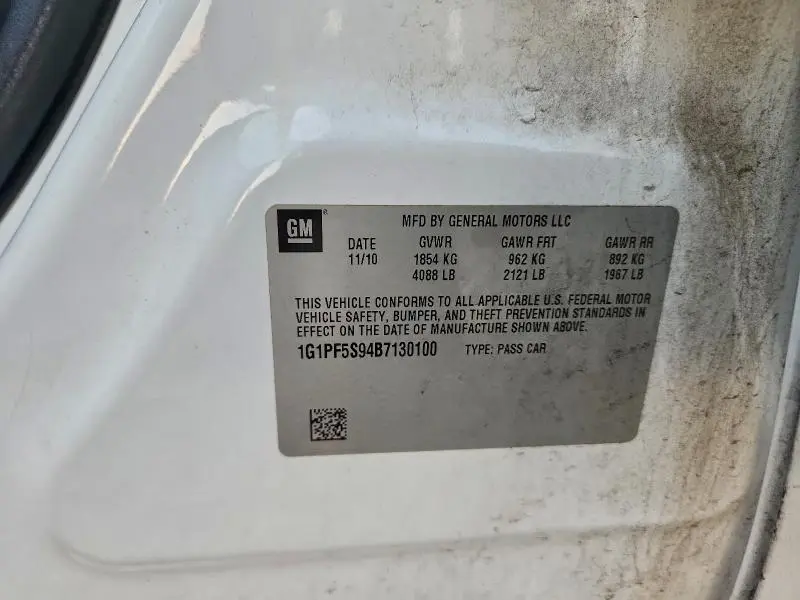 GM®
MFD BY GENERAL MOTORS LLC
DATE GVWR GAWR FRT GAWR RR
11/10 1854 KG 962 KG 892 KG
4088 LB 2121 LB 1967 LB
THIS VEHICLE CONFORMS TO ALL APPLICABLE U.S. FEDERAL MOTOR
VEHICLE SAFETY, BUMPER, AND THEFT PREVENTION STANDARDS IN
EFFECT ON THE DATE OF MANUFACTURE SHOWN ABOVE.
1G1PF5S94B7130100 TYPE: PASS CAR